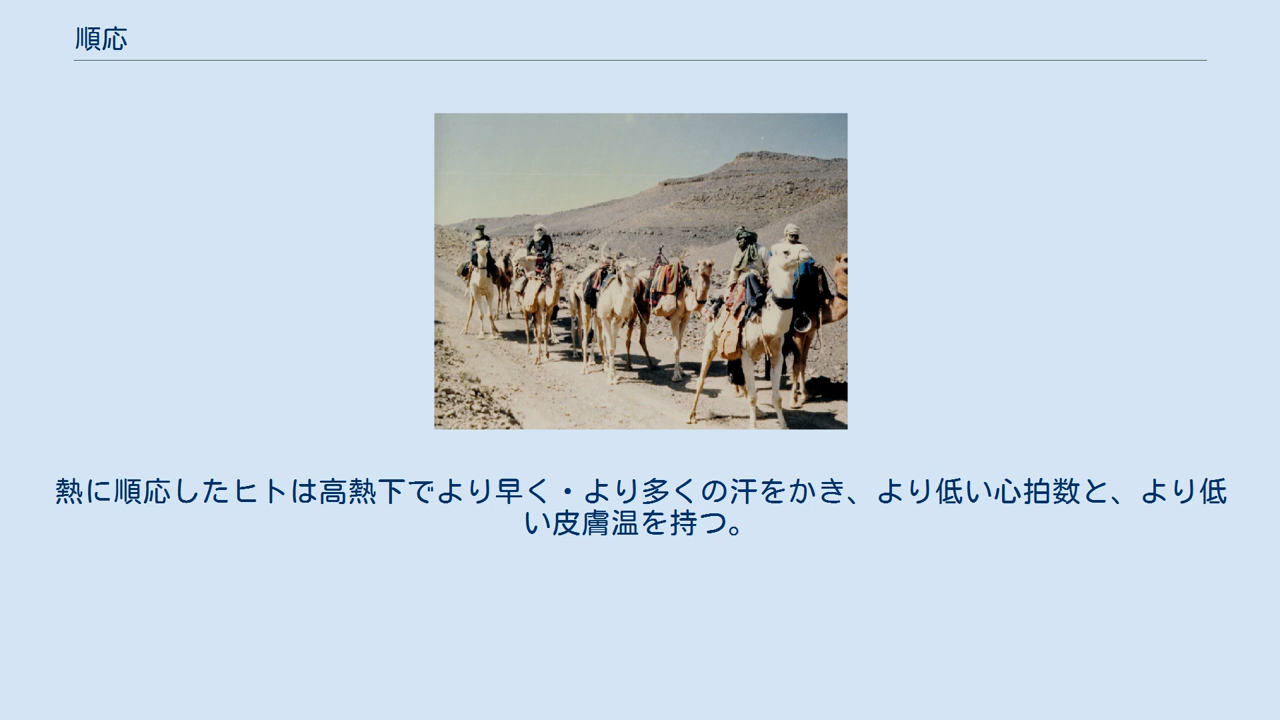 順応
熱に順応したヒトは高熱下でより早く・より多くの汗をかき、より低い心拍数と、より低
い皮膚温を持つ。